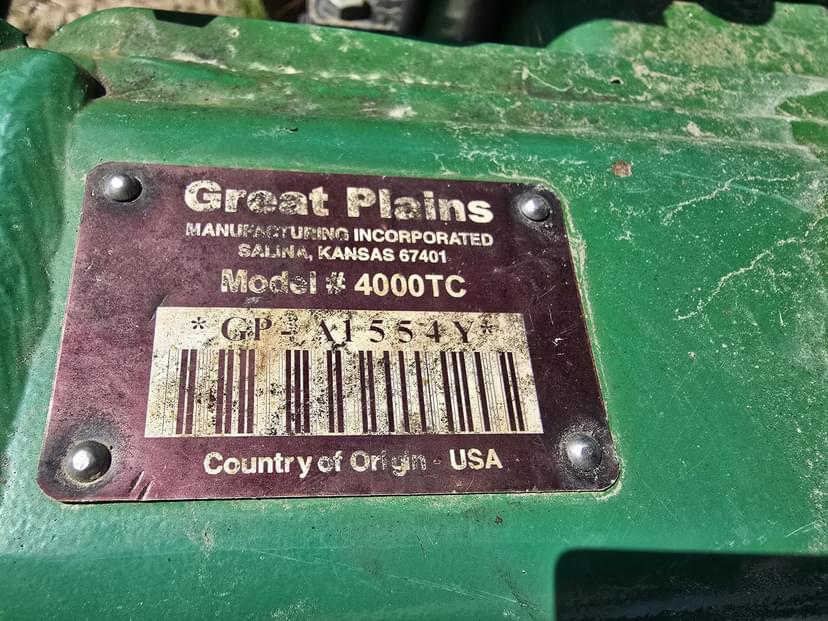 Great Plains
MANUFACTURING INCORPORATED
SALINA, KANSAS 67401
Model # 4000TC
*GP-A1554Y*
Country of Origin - USA